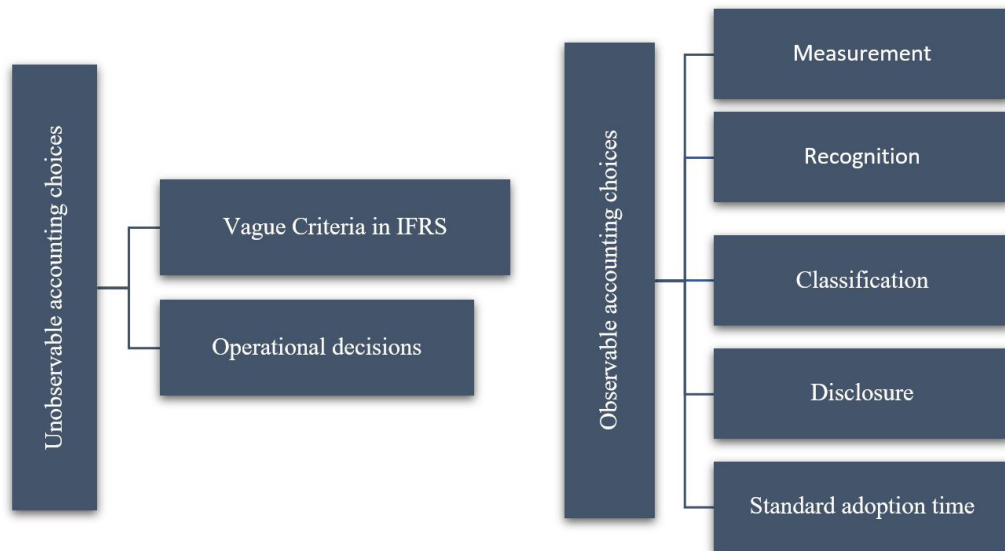 Unobservable accounting choices
Vague Criteria in IFRS
Operational decisions
Observable accounting choices
Measurement
Recognition
Classification
Disclosure
Standard adoption time